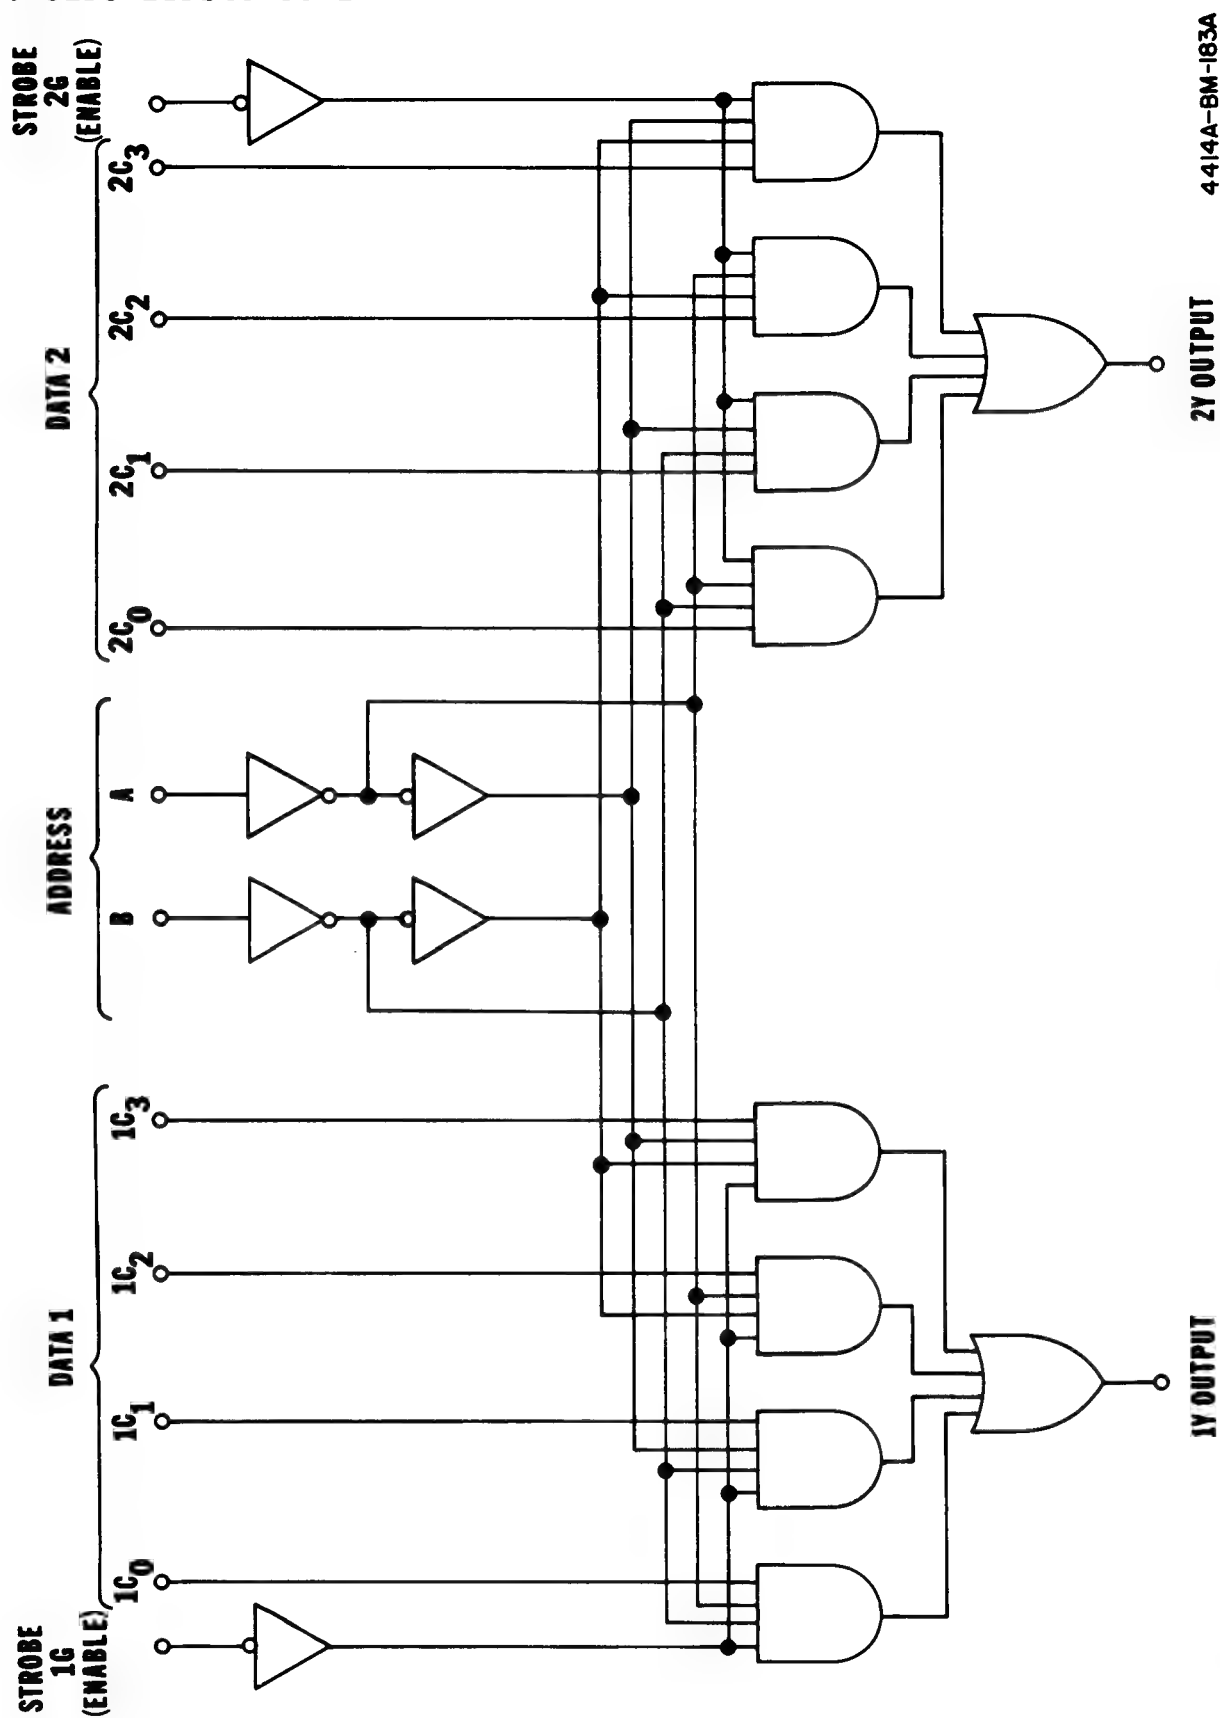 STROBE
1G
(ENABLE)
DATA 1
1C0
1C1
1C2
1C3
ADDRESS
B
A
DATA 2
2C0
2C1
2C2
2C3
STROBE
2G
(ENABLE)
1Y OUTPUT
2Y OUTPUT
4414A-BM-183A